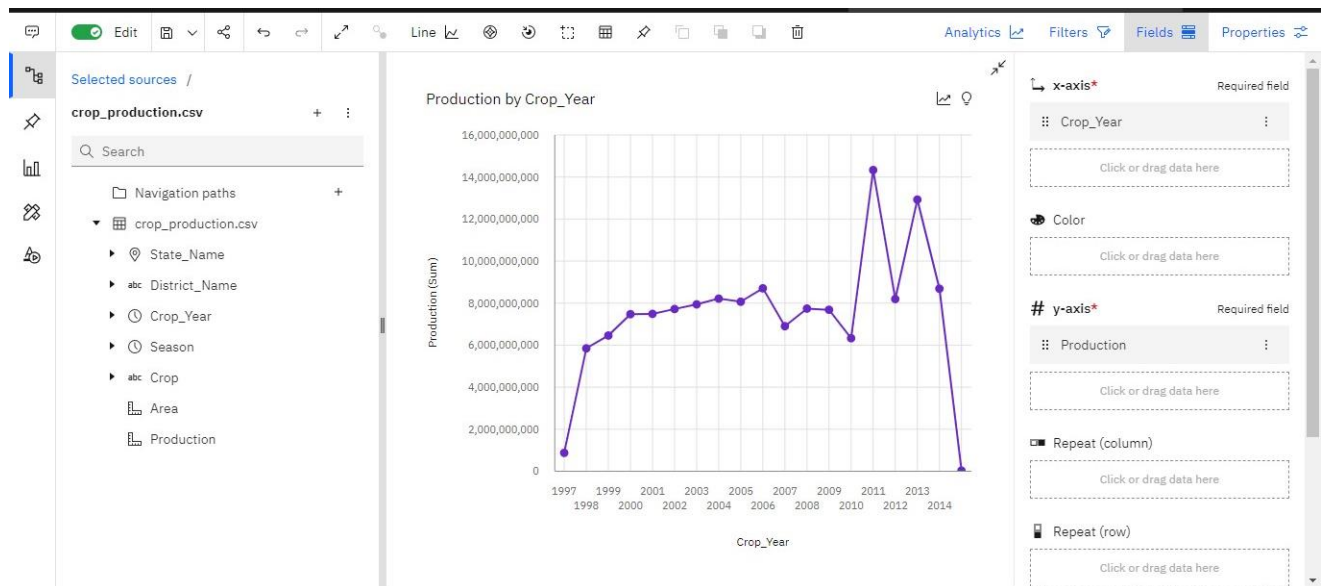 Edit
Line
Analytics
Filters
Fields
Properties
Selected sources /
crop_production.csv
Search
Navigation paths
crop_production.csv
State_Name
abc District_Name
Crop_Year
Season
abc Crop
Area
Production
Production by Crop_Year
16,000,000,000
14,000,000,000
12,000,000,000
10,000,000,000
8,000,000,000
6,000,000,000
4,000,000,000
2,000,000,000
0
Production (Sum)
1997 1999 2001 2003 2005 2007 2009 2011 2013
1998 2000 2002 2004 2006 2008 2010 2012 2014
Crop_Year
x-axis* Required field
Crop_Year
Click or drag data here
Color
Click or drag data here
# y-axis* Required field
Production
Click or drag data here
Repeat (column)
Click or drag data here
Repeat (row)
Click or drag data here